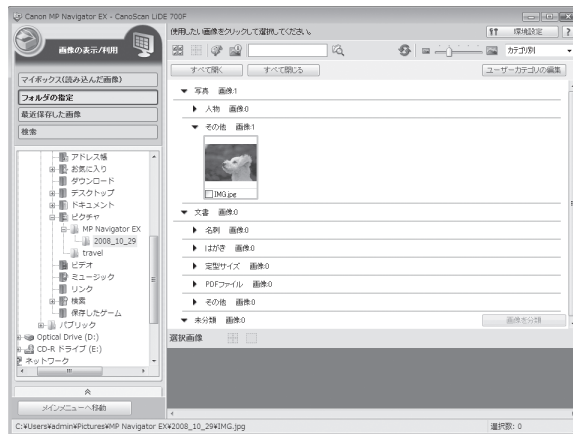 Canon MP Navigator EX - CanoScan LiDE 700F
画像の表示/利用
使用したい画像をクリックして選択してください。
環境設定
?
カテゴリ別
すべて開く
すべて閉じる
ユーザーカテゴリの編集
マイボックス(読み込んだ画像)
フォルダの指定
最近保存した画像
検索
アドレス帳
お気に入り
ダウンロード
デスクトップ
ドキュメント
ピクチャ
MP Navigator EX
2008_10_29
travel
ビデオ
ミュージック
リンク
検索
保存したゲーム
パブリック
Optical Drive (D:)
CD-R ドライブ (E:)
ネットワーク
メインメニューへ移動
写真 画像:1
人物 画像:0
その他 画像:1
IMG.jpg
文書 画像:0
名刺 画像:0
はがき 画像:0
定型サイズ 画像:0
PDFファイル 画像:0
その他 画像:0
未分類 画像:0
画像を分類
選択画像
C:¥Users¥admin¥Pictures¥MP Navigator EX¥2008_10_29¥IMG.jpg
選択数: 0